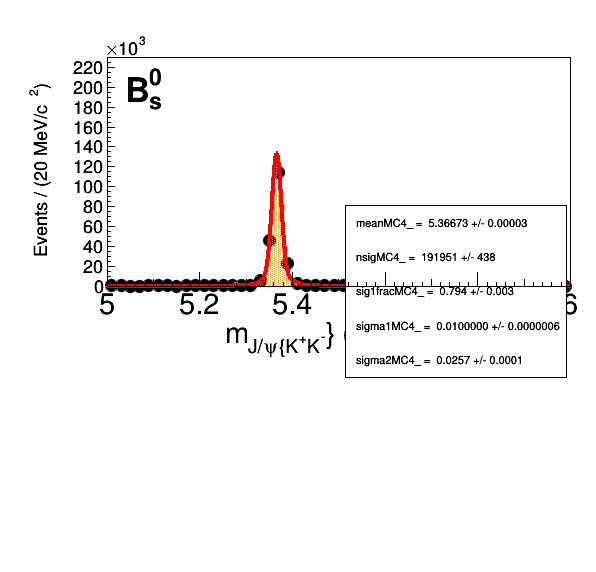 ×10³
220
200
180
160
140
120
100
80
60
40
20
0
Events / (20 MeV/c²)
B⁰ₛ
meanMC4_ = 5.36673 +/- 0.00003
nsigMC4_ = 191951 +/- 438
sig1fracMC4_ = 0.794 +/- 0.003
sigma1MC4_ = 0.0100000 +/- 0.0000006
sigma2MC4_ = 0.0257 +/- 0.0001
5 5.2 5.4 6
m_J/ψ{K⁺K⁻} (